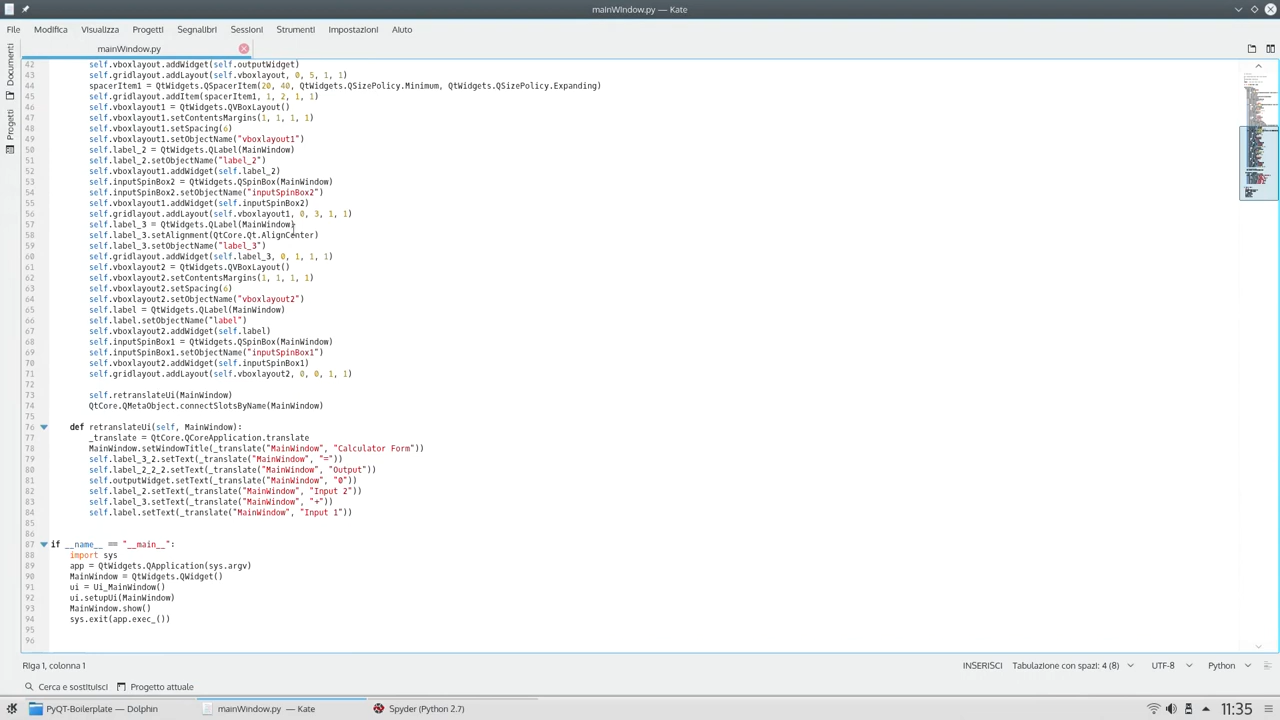 mainWindow.py — Kate
File Modifica Visualizza Progetti Segnalibri Sessioni Strumenti Impostazioni Aiuto
mainWindow.py
Documenti
Progetti
42 self.vboxlayout.addWidget(self.outputWidget)
43 self.gridlayout.addLayout(self.vboxlayout, 0, 5, 1, 1)
44 spacerItem1 = QtWidgets.QSpacerItem(20, 40, QtWidgets.QSizePolicy.Minimum, QtWidgets.QSizePolicy.Expanding)
45 self.gridlayout.addItem(spacerItem1, 1, 2, 1, 1)
46 self.vboxlayout1 = QtWidgets.QVBoxLayout()
47 self.vboxlayout1.setContentsMargins(1, 1, 1, 1)
48 self.vboxlayout1.setSpacing(6)
49 self.vboxlayout1.setObjectName("vboxlayout1")
50 self.label_2 = QtWidgets.QLabel(MainWindow)
51 self.label_2.setObjectName("label_2")
52 self.vboxlayout1.addWidget(self.label_2)
53 self.inputSpinBox2 = QtWidgets.QSpinBox(MainWindow)
54 self.inputSpinBox2.setObjectName("inputSpinBox2")
55 self.vboxlayout1.addWidget(self.inputSpinBox2)
56 self.gridlayout.addLayout(self.vboxlayout1, 0, 3, 1, 1)
57 self.label_3 = QtWidgets.QLabel(MainWindow)
58 self.label_3.setAlignment(QtCore.Qt.AlignCenter)
59 self.label_3.setObjectName("label_3")
60 self.gridlayout.addWidget(self.label_3, 0, 1, 1, 1)
61 self.vboxlayout2 = QtWidgets.QVBoxLayout()
62 self.vboxlayout2.setContentsMargins(1, 1, 1, 1)
63 self.vboxlayout2.setSpacing(6)
64 self.vboxlayout2.setObjectName("vboxlayout2")
65 self.label = QtWidgets.QLabel(MainWindow)
66 self.label.setObjectName("label")
67 self.vboxlayout2.addWidget(self.label)
68 self.inputSpinBox1 = QtWidgets.QSpinBox(MainWindow)
69 self.inputSpinBox1.setObjectName("inputSpinBox1")
70 self.vboxlayout2.addWidget(self.inputSpinBox1)
71 self.gridlayout.addLayout(self.vboxlayout2, 0, 0, 1, 1)
72
73 self.retranslateUi(MainWindow)
74 QtCore.QMetaObject.connectSlotsByName(MainWindow)
75
76 def retranslateUi(self, MainWindow):
77 _translate = QtCore.QCoreApplication.translate
78 MainWindow.setWindowTitle(_translate("MainWindow", "Calculator Form"))
79 self.label_3_2.setText(_translate("MainWindow", "="))
80 self.label_2_2_2.setText(_translate("MainWindow", "Output"))
81 self.outputWidget.setText(_translate("MainWindow", "0"))
82 self.label_2.setText(_translate("MainWindow", "Input 2"))
83 self.label_3.setText(_translate("MainWindow", "+"))
84 self.label.setText(_translate("MainWindow", "Input 1"))
85
86
87 if __name__ == "__main__":
88 import sys
89 app = QtWidgets.QApplication(sys.argv)
90 MainWindow = QtWidgets.QWidget()
91 ui = Ui_MainWindow()
92 ui.setupUi(MainWindow)
93 MainWindow.show()
94 sys.exit(app.exec_())
95
96
Riga 1, colonna 1 INSERISCI Tabulazione con spazi: 4 (8) UTF-8 Python
Cerca e sostituisci Progetto attuale
PyQT-Boilerplate — Dolphin mainWindow.py — Kate Spyder (Python 2.7) 11:35